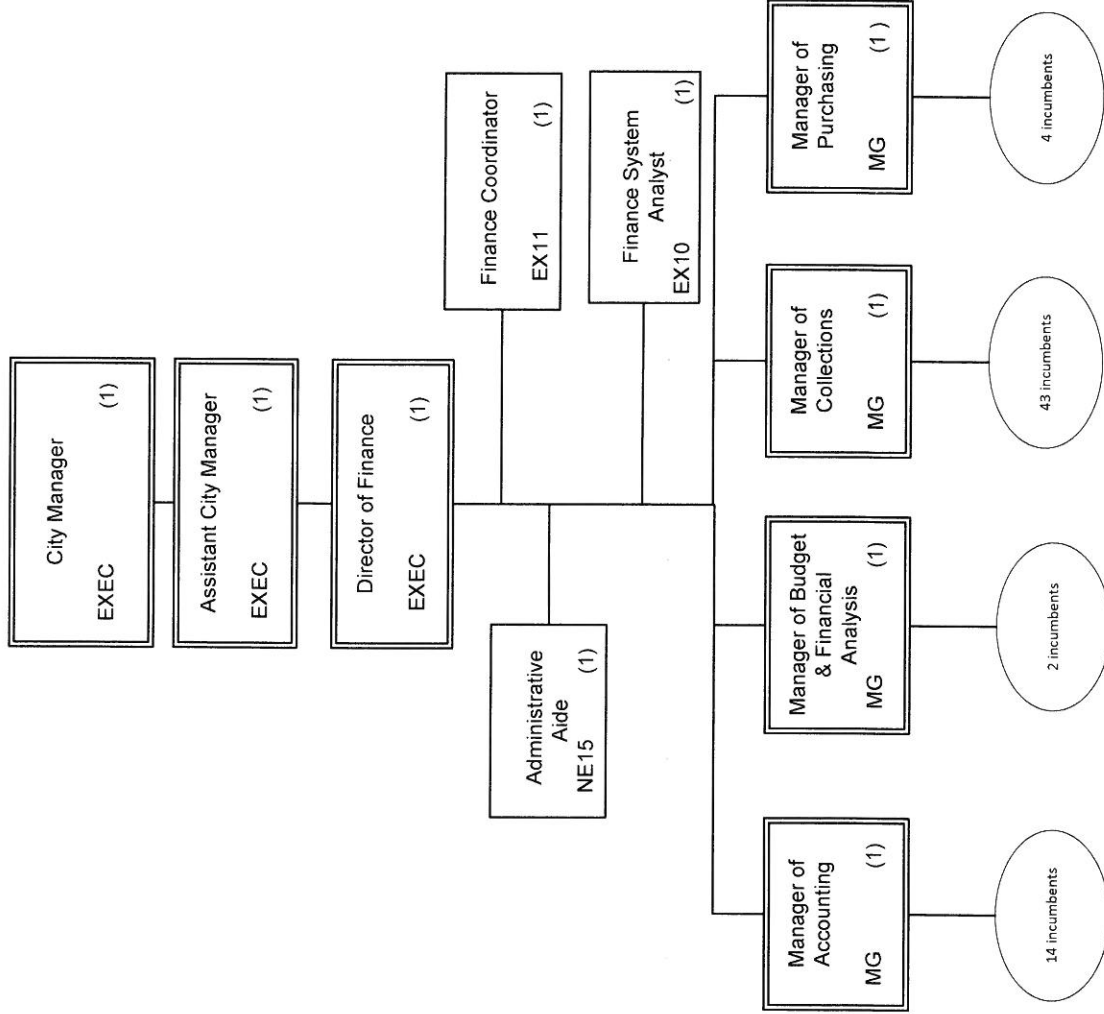 City Manager
EXEC (1)
Assistant City Manager
EXEC (1)
Director of Finance
EXEC (1)
Finance Coordinator
EX11 (1)
Administrative
Aide
NE15 (1)
Finance System
Analyst
EX10 (1)
Manager of
Accounting
MG (1)
Manager of Budget
& Financial
Analysis
MG (1)
Manager of
Collections
MG (1)
Manager of
Purchasing
MG (1)
14 incumbents
2 incumbents
43 incumbents
4 incumbents